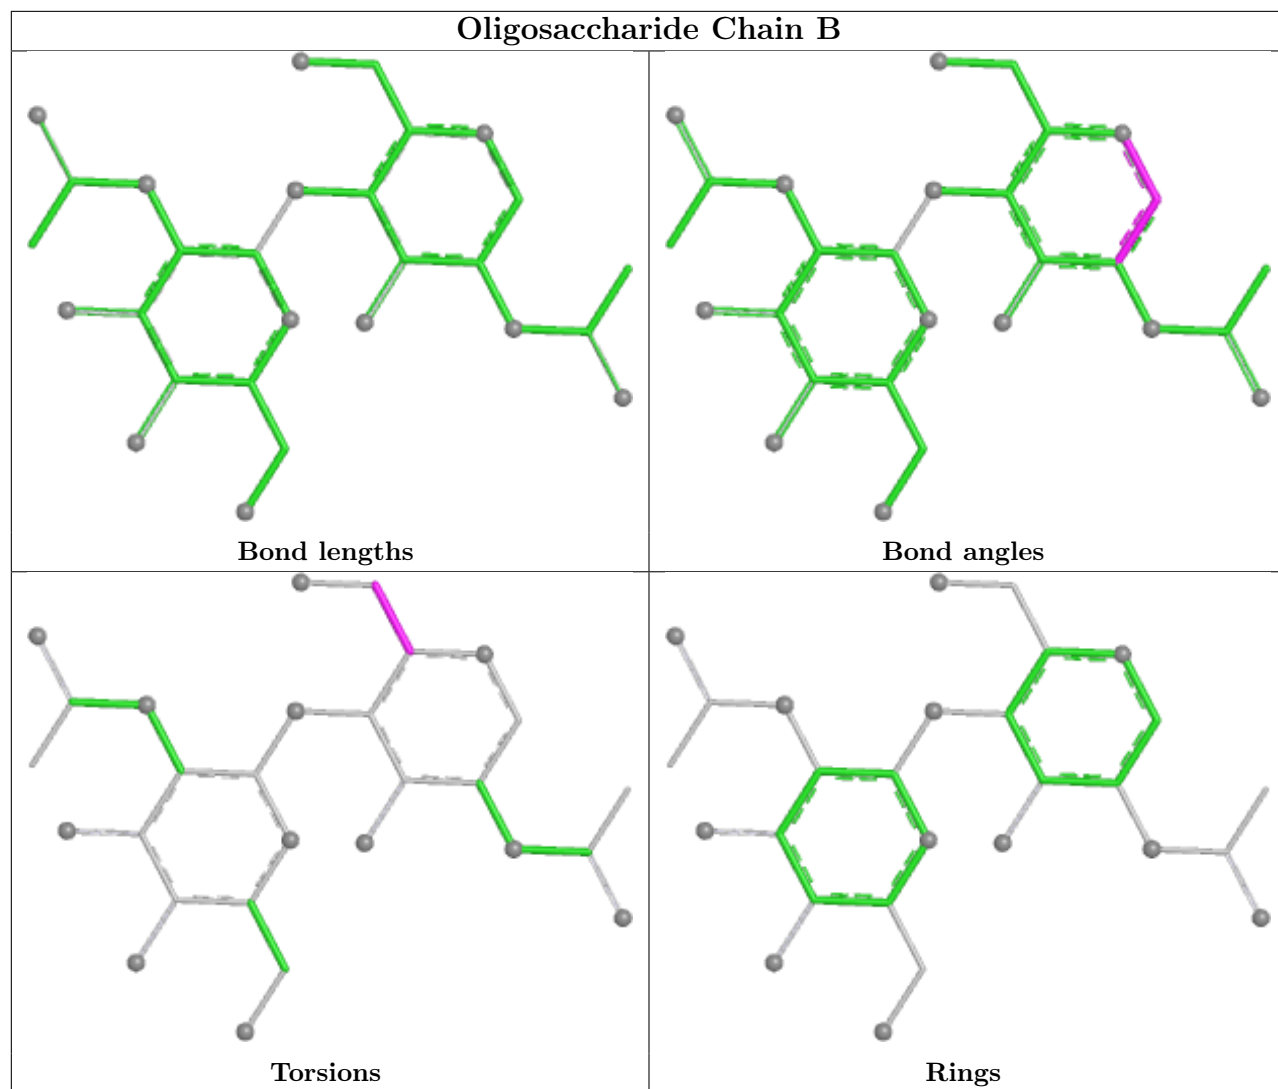 Oligosaccharide Chain B
Bond lengths
Bond angles
Torsions
Rings